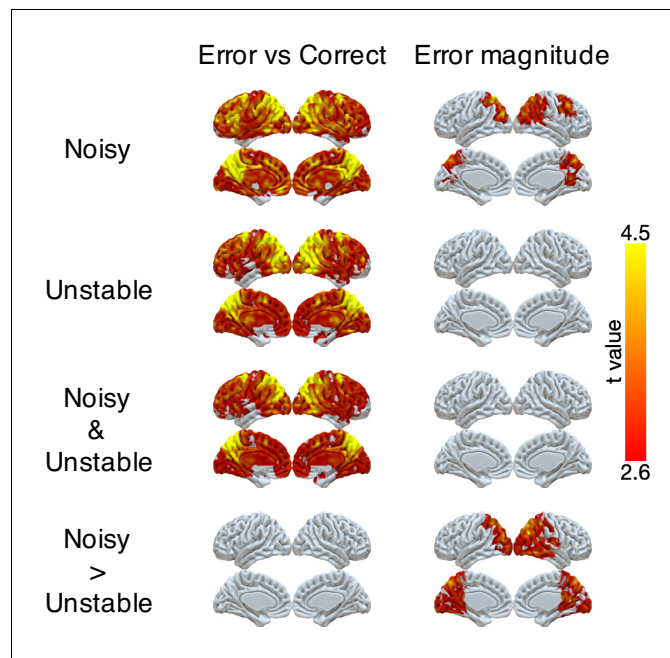 Error vs Correct Error magnitude
Noisy
Unstable
4.5
t value
2.6
Noisy
&
Unstable
Noisy
>
Unstable